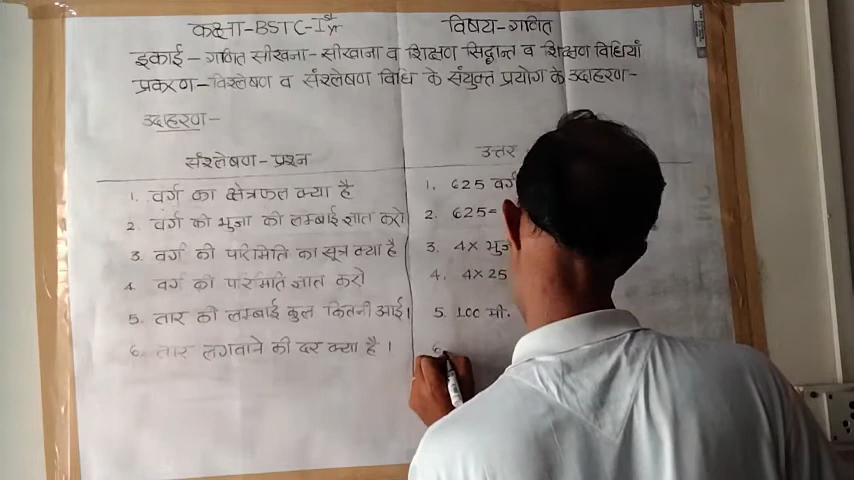 कक्षा-BSTC-Ist yr विषय-गणित
इकाई - गणित सीखना-सीखाना व शिक्षण सिद्धान्त व शिक्षण विधियां
प्रकरण-विश्लेषण व संश्लेषण विधि के संयुक्त प्रयोग के उदाहरण-
उदाहरण-
संश्लेषण-प्रश्न उत्तर
1. वर्ग का क्षेत्रफल क्या है 1. 625 वर्ग
2. वर्ग की भुजा की लम्बाई ज्ञात करो 2. 625=
3. वर्ग की परिमिति का सूत्र क्या है 3. 4×
4. वर्ग की परिमिति ज्ञात करो 4. 4×25
5. तार की लम्बाई कुल कितनी आई। 5. 100 मी.
6. तार लगवाने की दर क्या है। 6